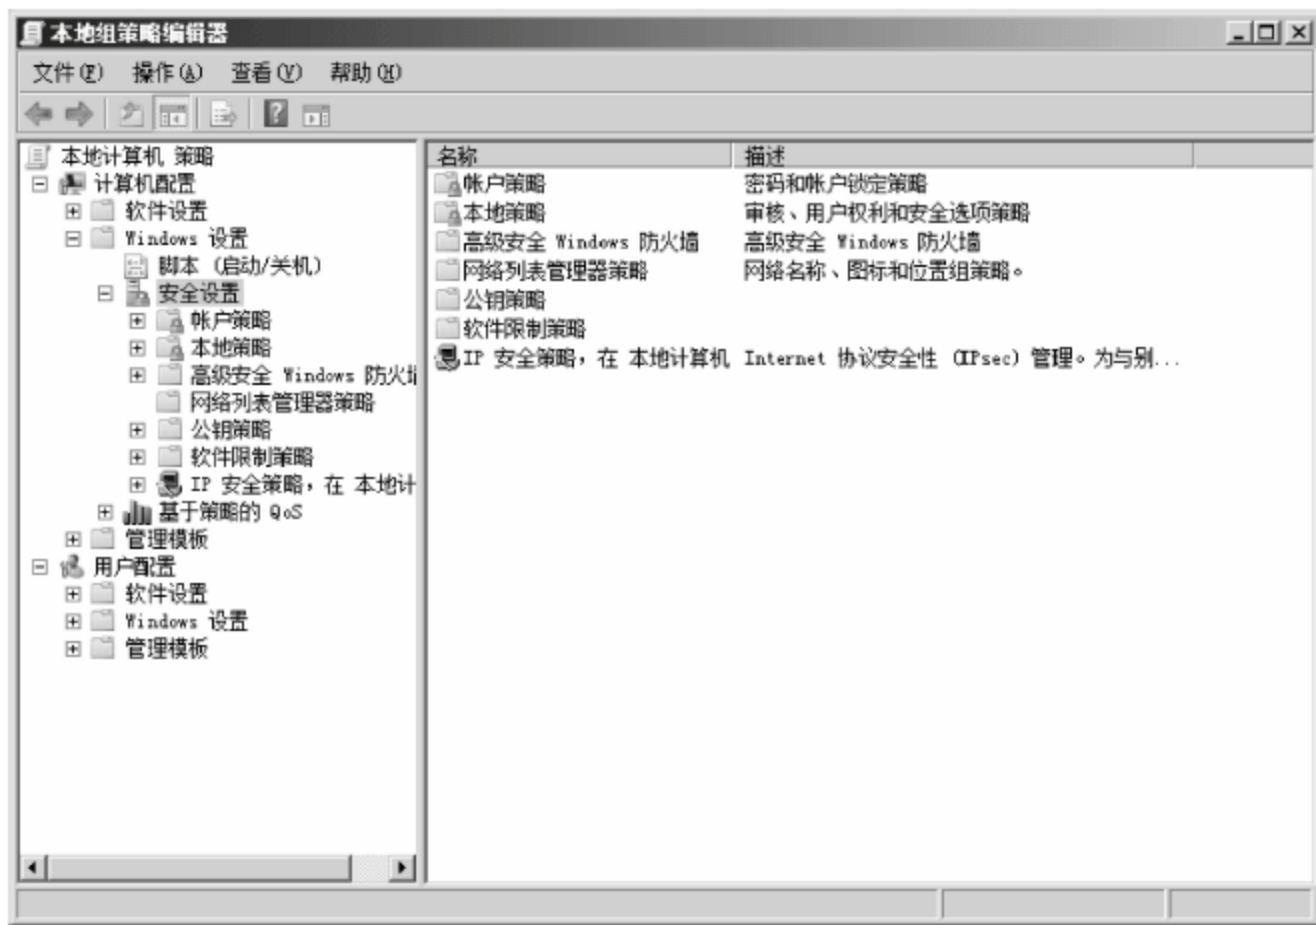 本地组策略编辑器
文件(F) 操作(A) 查看(V) 帮助(H)
本地计算机 策略
计算机配置
软件设置
Windows 设置
脚本 (启动/关机)
安全设置
帐户策略
本地策略
高级安全 Windows 防火
网络列表管理器策略
公钥策略
软件限制策略
IP 安全策略，在 本地计
基于策略的 QoS
管理模板
用户配置
软件设置
Windows 设置
管理模板
名称 描述
帐户策略 密码和帐户锁定策略
本地策略 审核、用户权利和安全选项策略
高级安全 Windows 防火墙 高级安全 Windows 防火墙
网络列表管理器策略 网络名称、图标和位置组策略。
公钥策略
软件限制策略
IP 安全策略，在 本地计算机 Internet 协议安全性 (IPsec) 管理。为与别...